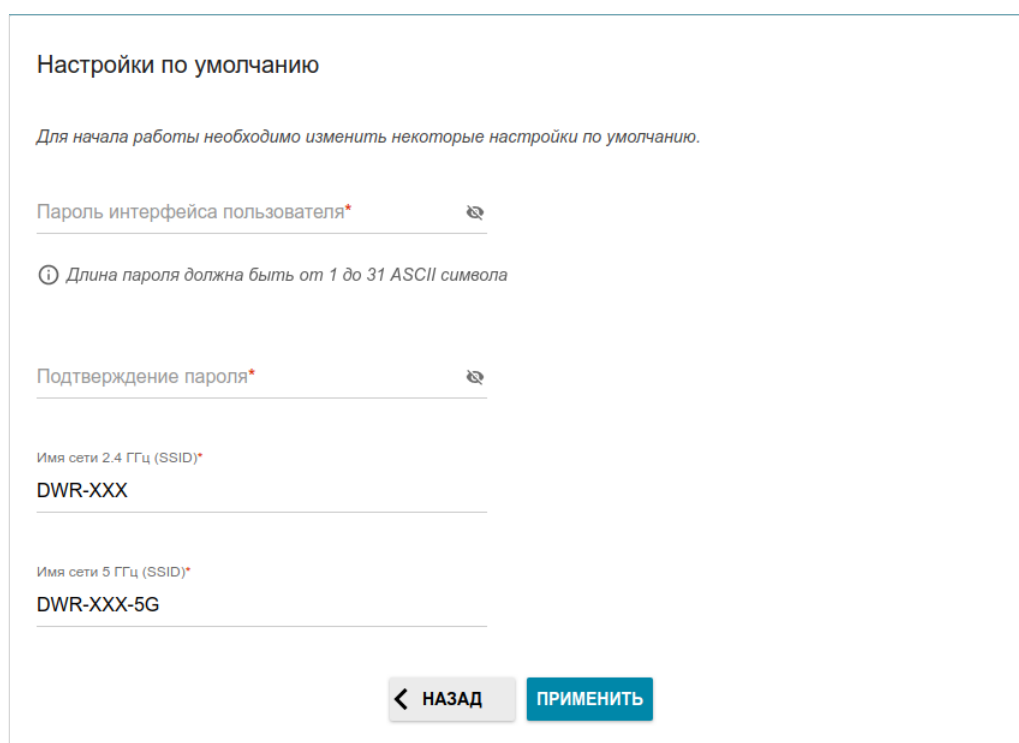 Настройки по умолчанию
Для начала работы необходимо изменить некоторые настройки по умолчанию.
Пароль интерфейса пользователя*
Длина пароля должна быть от 1 до 31 ASCII символа
Подтверждение пароля*
Имя сети 2.4 ГГц (SSID)*
DWR-XXX
Имя сети 5 ГГц (SSID)*
DWR-XXX-5G
НАЗАД
ПРИМЕНИТЬ